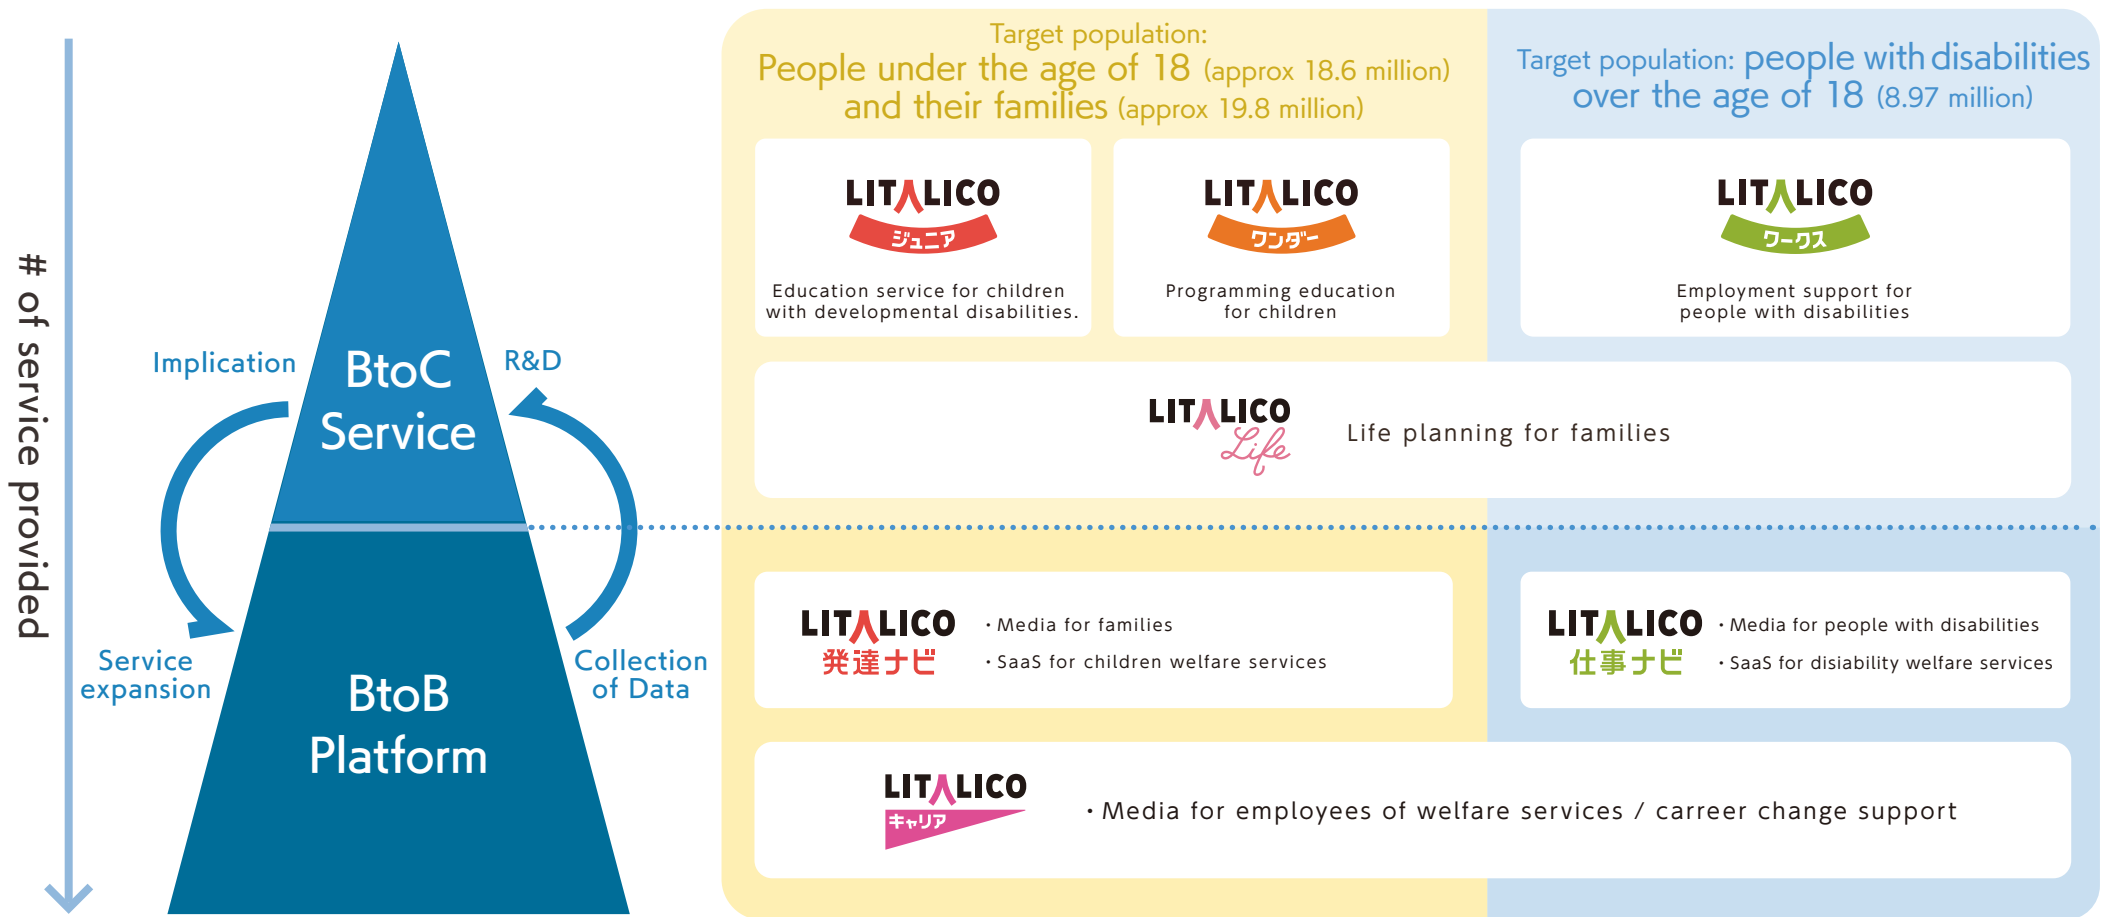 # of service provided
Implication
R&D
BtoC
Service
Service
expansion
Collection
of Data
BtoB
Platform
Target population:
People under the age of 18 (approx 18.6 million)
and their families (approx 19.8 million)
Target population: people with disabilities
over the age of 18 (8.97 million)
LITALICO
ジュニア
Education service for children
with developmental disabilities.
LITALICO
ワンダー
Programming education
for children
LITALICO
ワークス
Employment support for
people with disabilities
LITALICO
Life
Life planning for families
LITALICO
発達ナビ
・Media for families
・SaaS for children welfare services
LITALICO
仕事ナビ
・Media for people with disabilities
・SaaS for disiability welfare services
LITALICO
キャリア
・Media for employees of welfare services / carreer change support